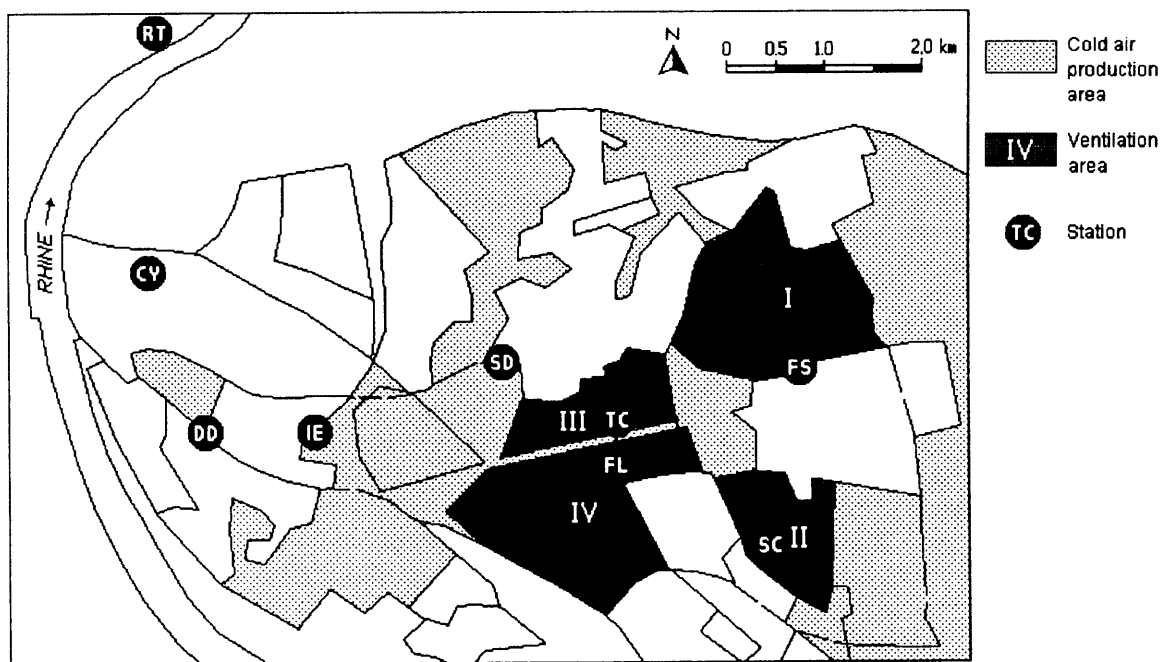 RT
N
0 0.5 1.0 2.0 km
Cold air
production
area
IV Ventilation
area
TC Station
RHINE →
CY
I
SD
FS
DD
IE
III TC
FL
IV
SC II